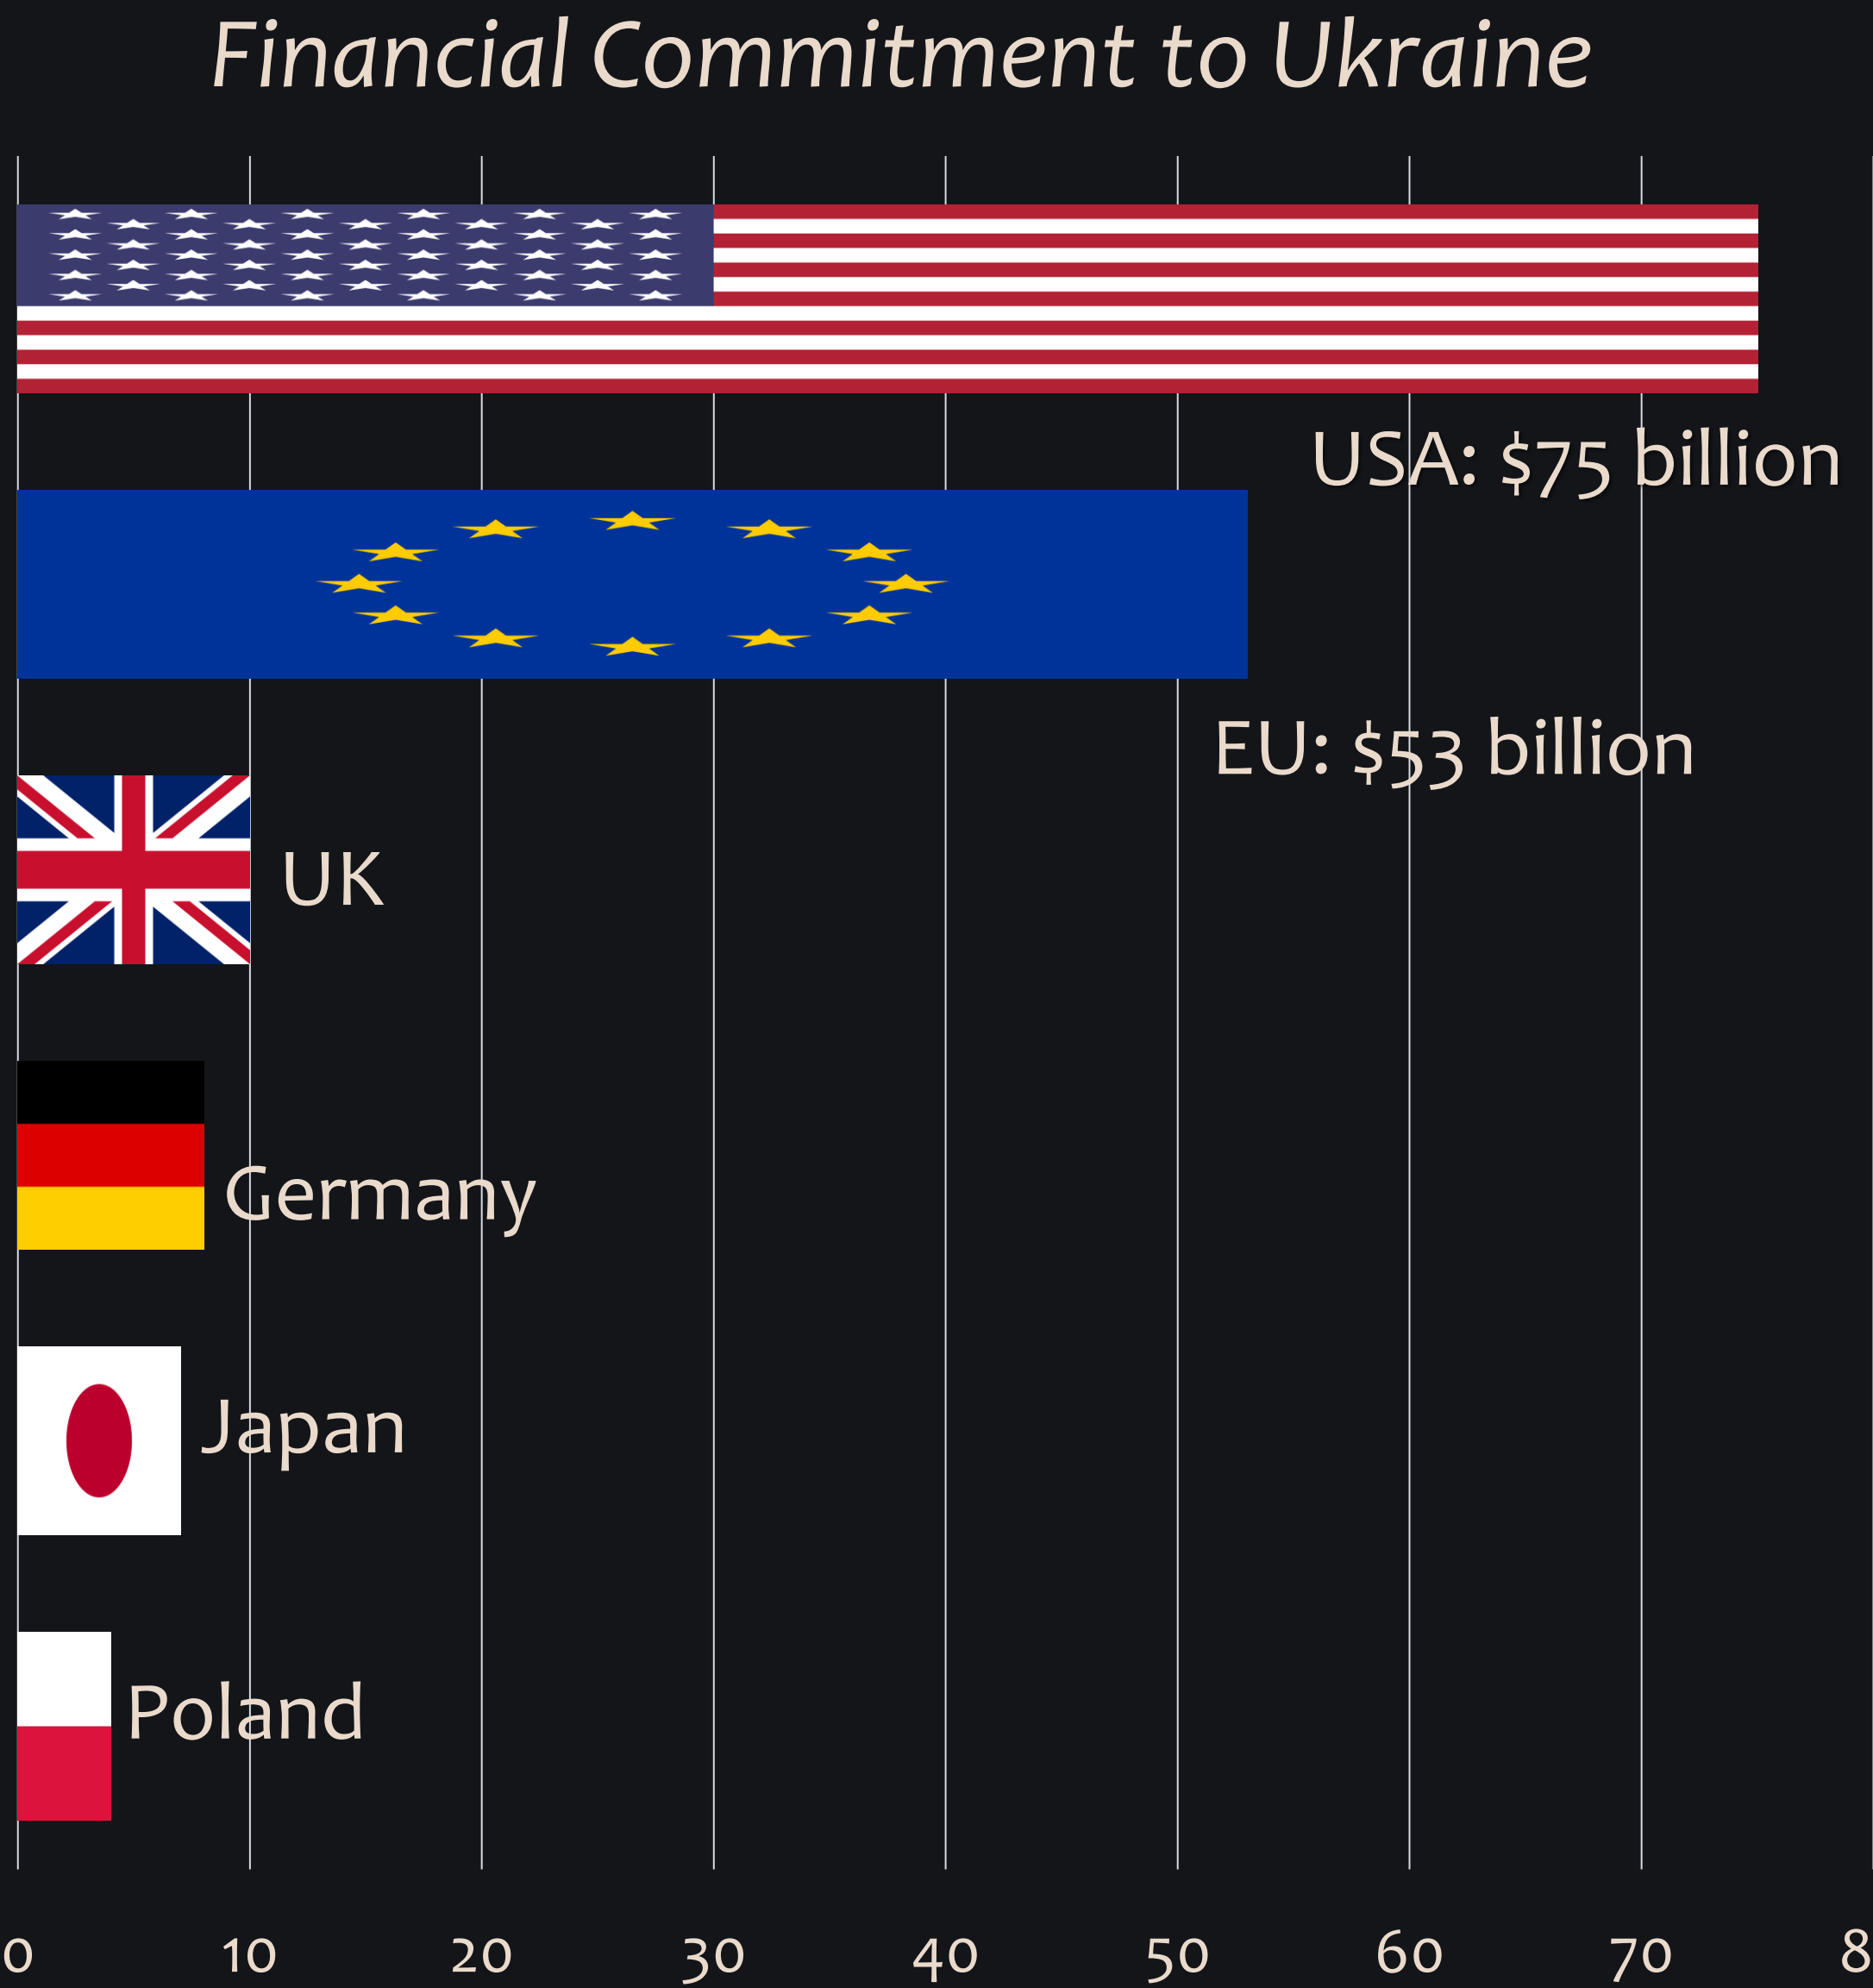 Financial Commitment to Ukraine
USA: $75 billion
EU: $53 billion
UK
Germany
Japan
Poland
0 10 20 30 40 50 60 70 8